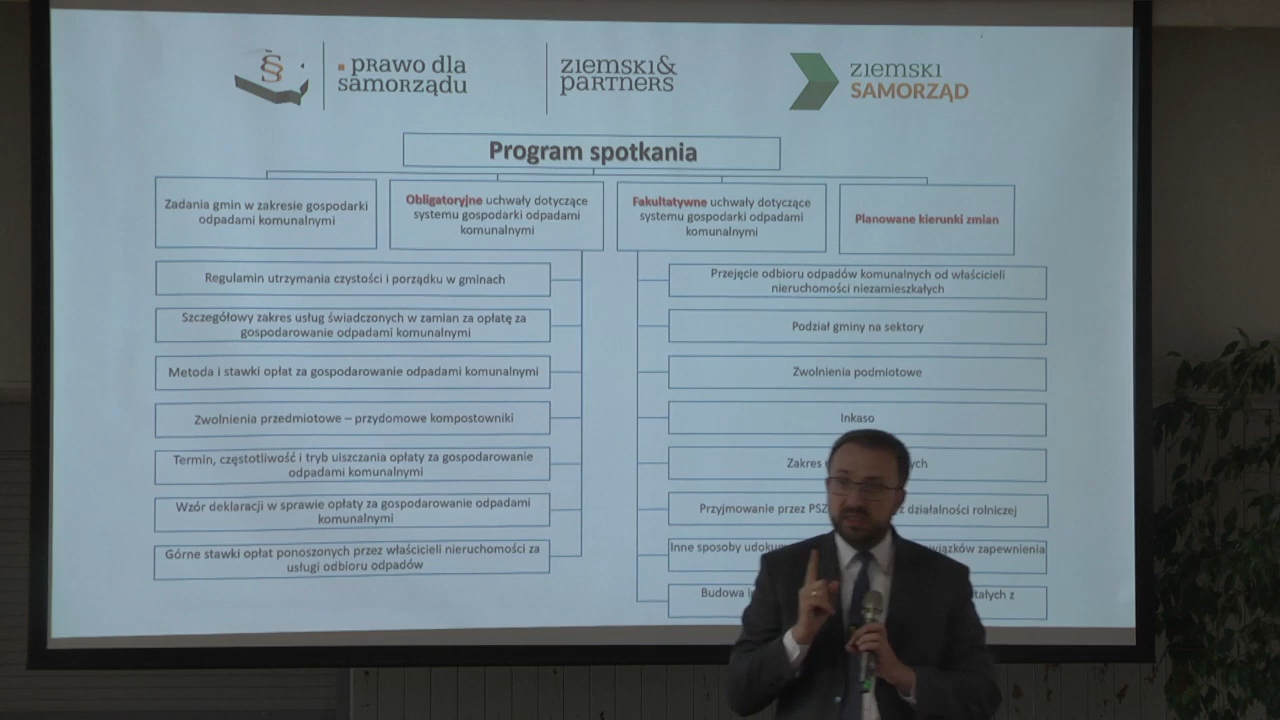 §
PRAWO DLA
SAMORZĄDU
ZIEMSKI&
PARTNERS
ZIEMSKI
SAMORZĄD
Program spotkania
Zadania gmin w zakresie gospodarki
odpadami komunalnymi
Obligatoryjne uchwały dotyczące
systemu gospodarki odpadami
komunalnymi
Fakultatywne uchwały dotyczące
systemu gospodarki odpadami
komunalnymi
Planowane kierunki zmian
Regulamin utrzymania czystości i porządku w gminach
Szczegółowy zakres usług świadczonych w zamian za opłatę za
gospodarowanie odpadami komunalnymi
Metoda i stawki opłat za gospodarowanie odpadami komunalnymi
Zwolnienia przedmiotowe – przydomowe kompostowniki
Termin, częstotliwość i tryb uiszczania opłaty za gospodarowanie
odpadami komunalnymi
Wzór deklaracji w sprawie opłaty za gospodarowanie odpadami
komunalnymi
Górne stawki opłat ponoszonych przez właścicieli nieruchomości za
usługi odbioru odpadów
Przejęcie odbioru odpadów komunalnych od właścicieli
nieruchomości niezamieszkałych
Podział gminy na sektory
Zwolnienia podmiotowe
Inkaso
Zakres
Przyjmowanie przez działalności rolniczej
Inne sposoby zapewnienia
Budowa z